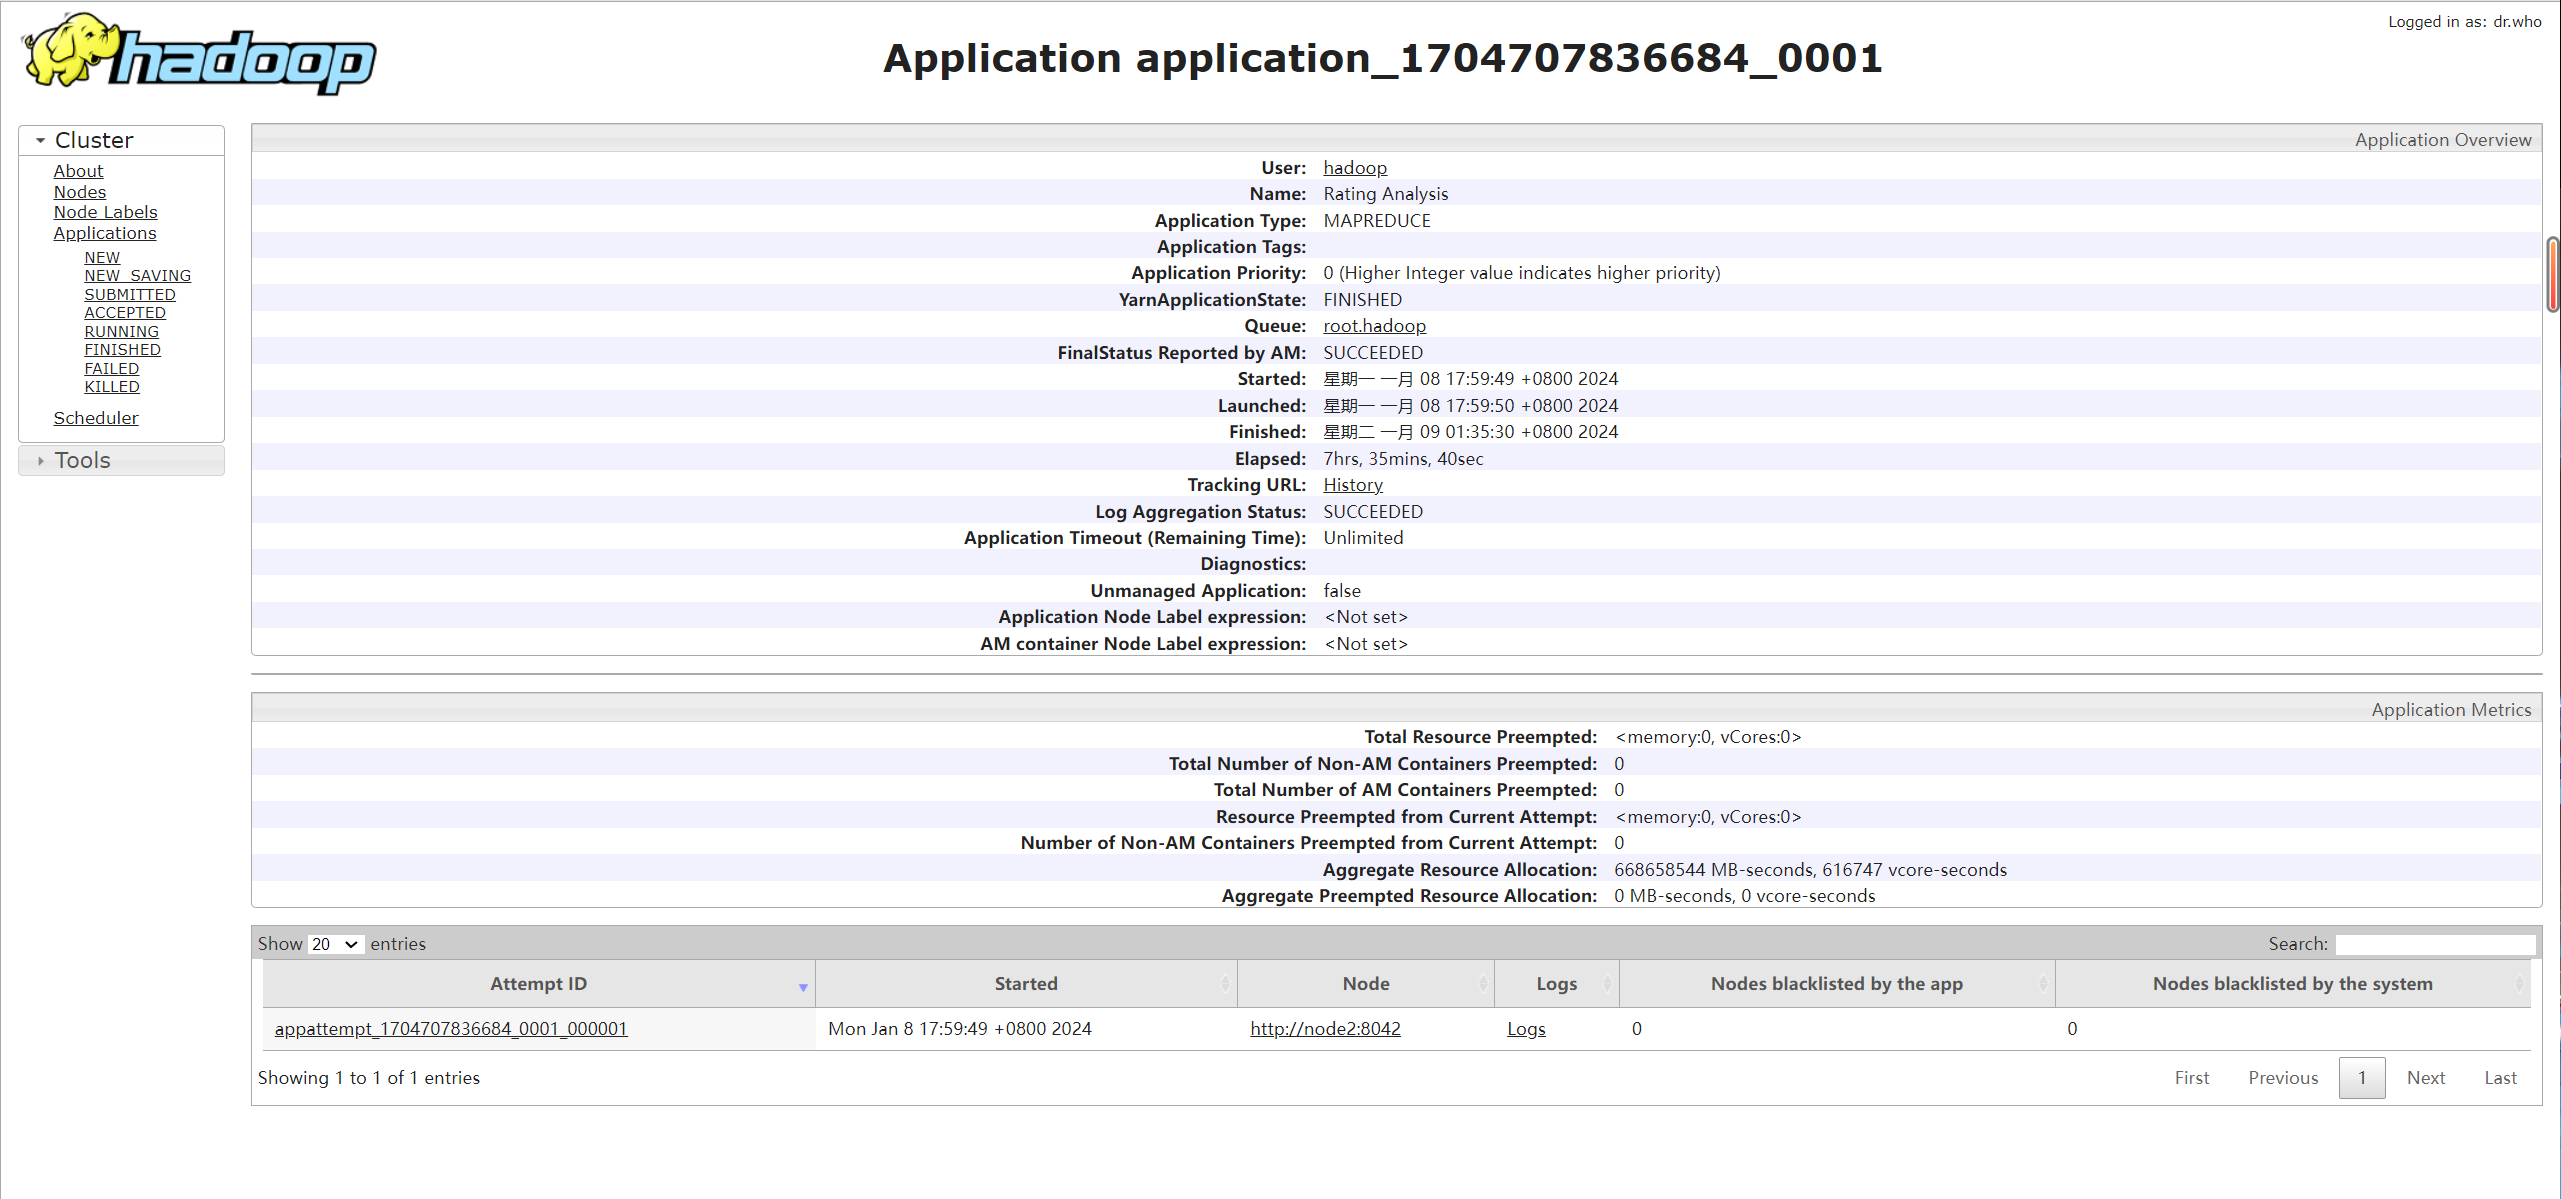 hadoop
Logged in as: dr.who
Application application_1704707836684_0001
Cluster
About
Nodes
Node Labels
Applications
NEW
NEW_SAVING
SUBMITTED
ACCEPTED
RUNNING
FINISHED
FAILED
KILLED
Scheduler
Tools
Application Overview
User: hadoop
Name: Rating Analysis
Application Type: MAPREDUCE
Application Tags:
Application Priority: 0 (Higher Integer value indicates higher priority)
YarnApplicationState: FINISHED
Queue: root.hadoop
FinalStatus Reported by AM: SUCCEEDED
Started: 星期一 一月 08 17:59:49 +0800 2024
Launched: 星期一 一月 08 17:59:50 +0800 2024
Finished: 星期二 一月 09 01:35:30 +0800 2024
Elapsed: 7hrs, 35mins, 40sec
Tracking URL: History
Log Aggregation Status: SUCCEEDED
Application Timeout (Remaining Time): Unlimited
Diagnostics:
Unmanaged Application: false
Application Node Label expression: <Not set>
AM container Node Label expression: <Not set>
Application Metrics
Total Resource Preempted: <memory:0, vCores:0>
Total Number of Non-AM Containers Preempted: 0
Total Number of AM Containers Preempted: 0
Resource Preempted from Current Attempt: <memory:0, vCores:0>
Number of Non-AM Containers Preempted from Current Attempt: 0
Aggregate Resource Allocation: 668658544 MB-seconds, 616747 vcore-seconds
Aggregate Preempted Resource Allocation: 0 MB-seconds, 0 vcore-seconds
Show 20 entries Search:
Attempt ID Started Node Logs Nodes blacklisted by the app Nodes blacklisted by the system
appattempt_1704707836684_0001_000001 Mon Jan 8 17:59:49 +0800 2024 http://node2:8042 Logs 0 0
Showing 1 to 1 of 1 entries First Previous 1 Next Last